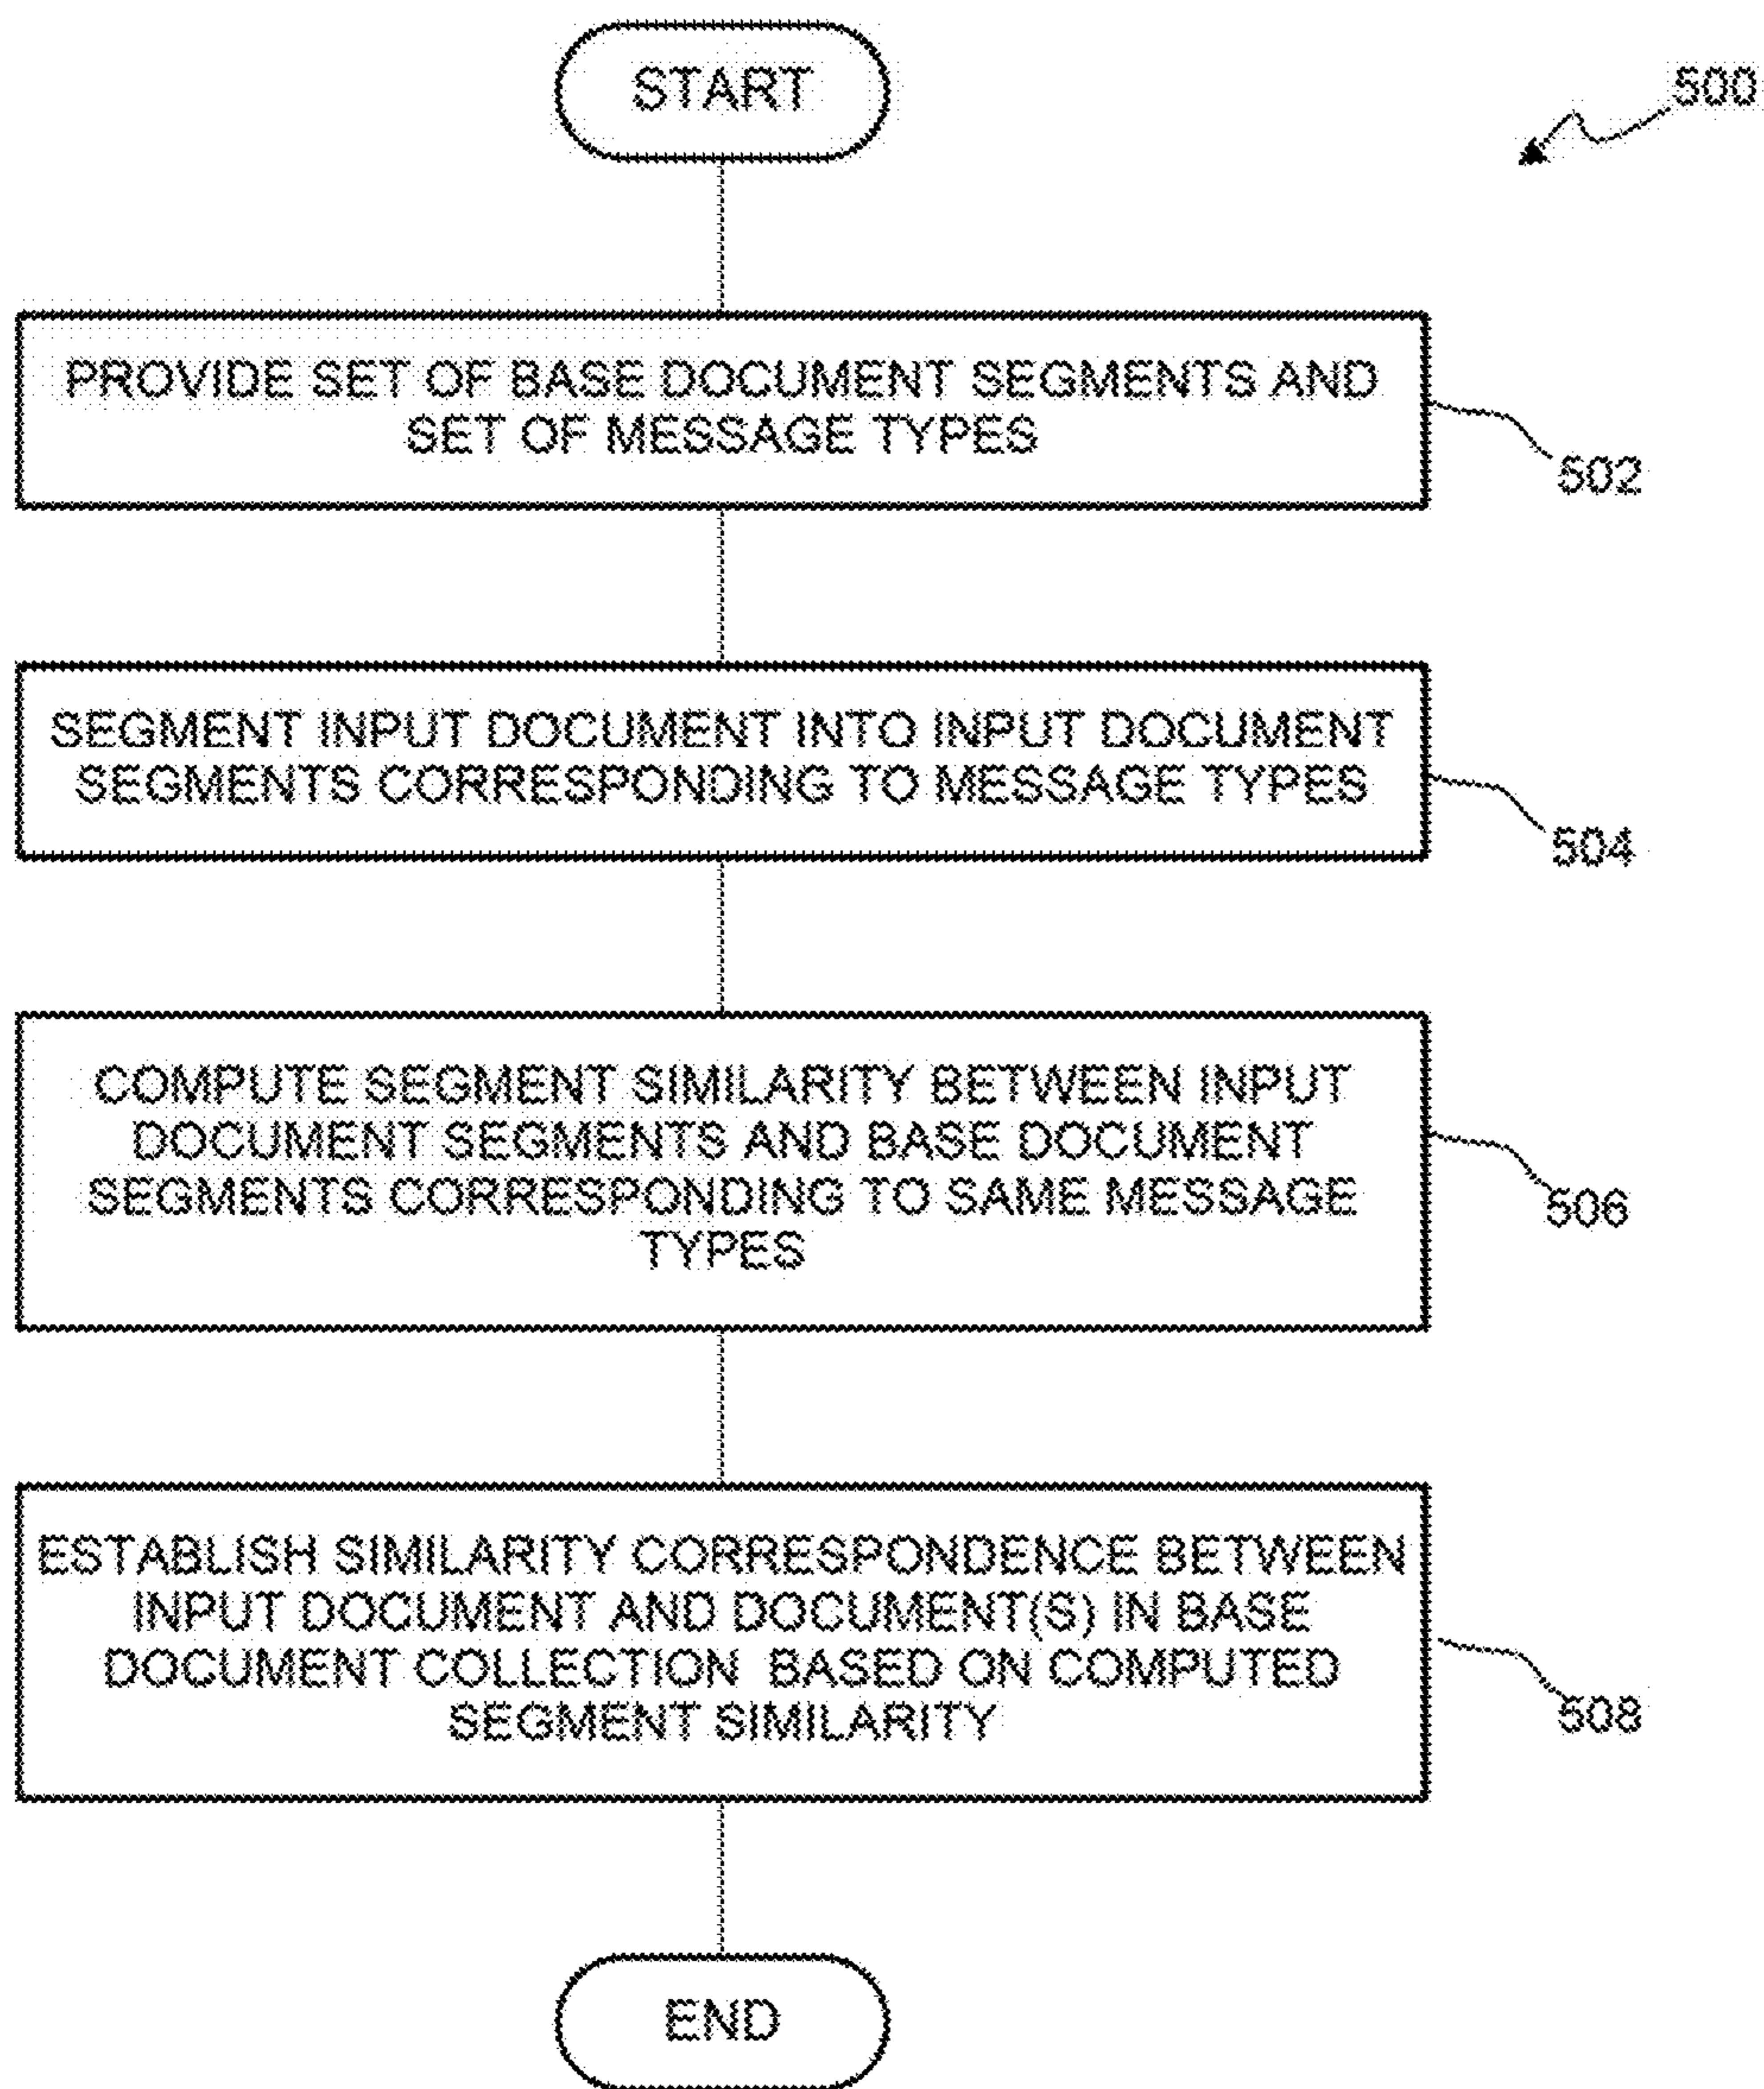 START
500
PROVIDE SET OF BASE DOCUMENT SEGMENTS AND
SET OF MESSAGE TYPES
502
SEGMENT INPUT DOCUMENT INTO INPUT DOCUMENT
SEGMENTS CORRESPONDING TO MESSAGE TYPES
504
COMPUTE SEGMENT SIMILARITY BETWEEN INPUT
DOCUMENT SEGMENTS AND BASE DOCUMENT
SEGMENTS CORRESPONDING TO SAME MESSAGE
TYPES
506
ESTABLISH SIMILARITY CORRESPONDENCE BETWEEN
INPUT DOCUMENT AND DOCUMENT(S) IN BASE
DOCUMENT COLLECTION BASED ON COMPUTED
SEGMENT SIMILARITY
508
END